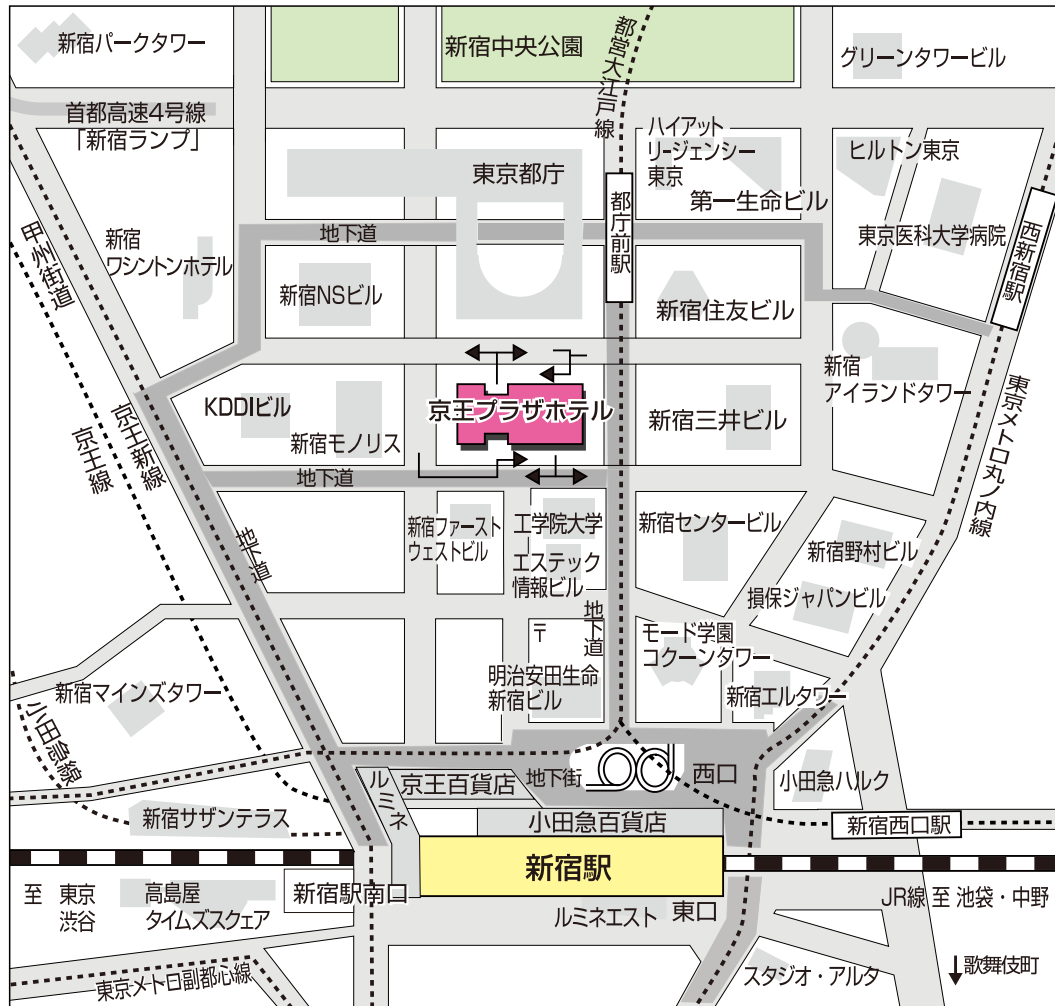 新宿パークタワー
新宿中央公園
都営大江戸線
グリーンタワービル
首都高速4号線
「新宿ランプ」
ハイアット
リージェンシー
東京
ヒルトン東京
東京都庁
第一生命ビル
都庁前駅
西新宿駅
甲州街道
新宿
ワシントンホテル
地下道
東京医科大学病院
新宿NSビル
新宿住友ビル
新宿
アイランドタワー
東京メトロ丸ノ内線
KDDIビル
京王プラザホテル
新宿三井ビル
新宿モノリス
京王新線
京王線
地下道
地下道
新宿ファースト
ウェストビル
工学院大学
新宿センタービル
エステック
情報ビル
新宿野村ビル
損保ジャパンビル
地下道
〒
モード学園
コクーンタワー
明治安田生命
新宿ビル
新宿エルタワー
新宿マインズタワー
小田急線
地下街
西口
小田急ハルク
ルミネ
京王百貨店
新宿サザンテラス
小田急百貨店
新宿西口駅
新宿駅
至 東京
渋谷
高島屋
タイムズスクェア
新宿駅南口
JR線 至 池袋・中野
ルミネエスト
東口
東京メトロ副都心線
スタジオ・アルタ
歌舞伎町